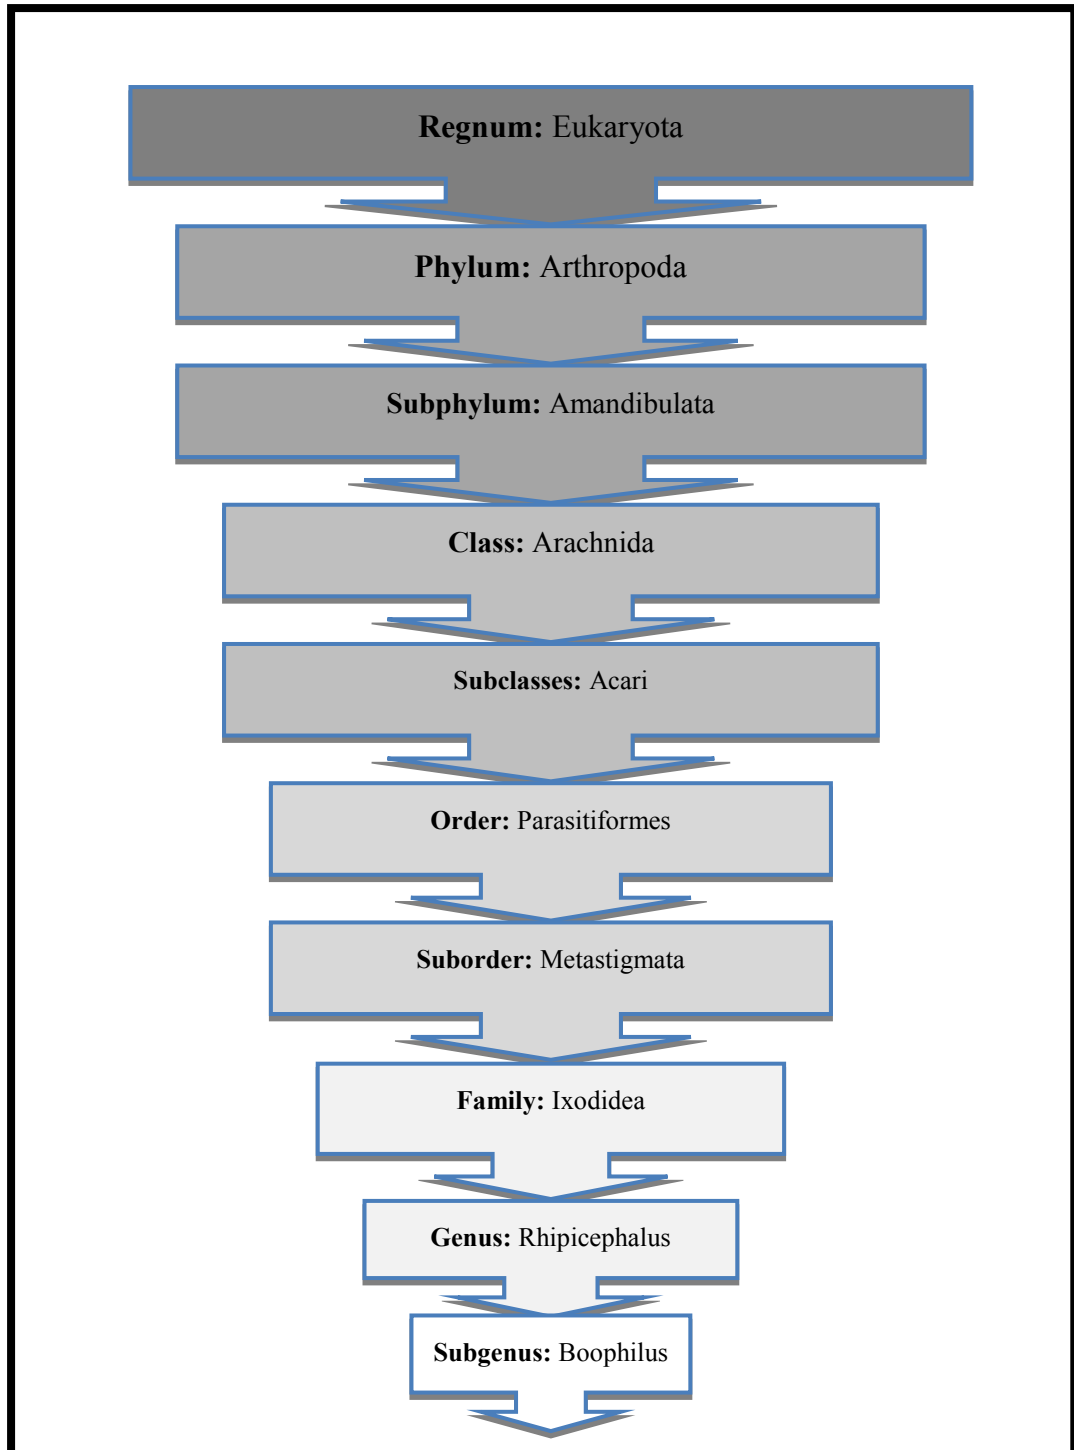 Regnum: Eukaryota
Phylum: Arthropoda
Subphylum: Amandibulata
Class: Arachnida
Subclasses: Acari
Order: Parasitiformes
Suborder: Metastigmata
Family: Ixodidea
Genus: Rhipicephalus
Subgenus: Boophilus